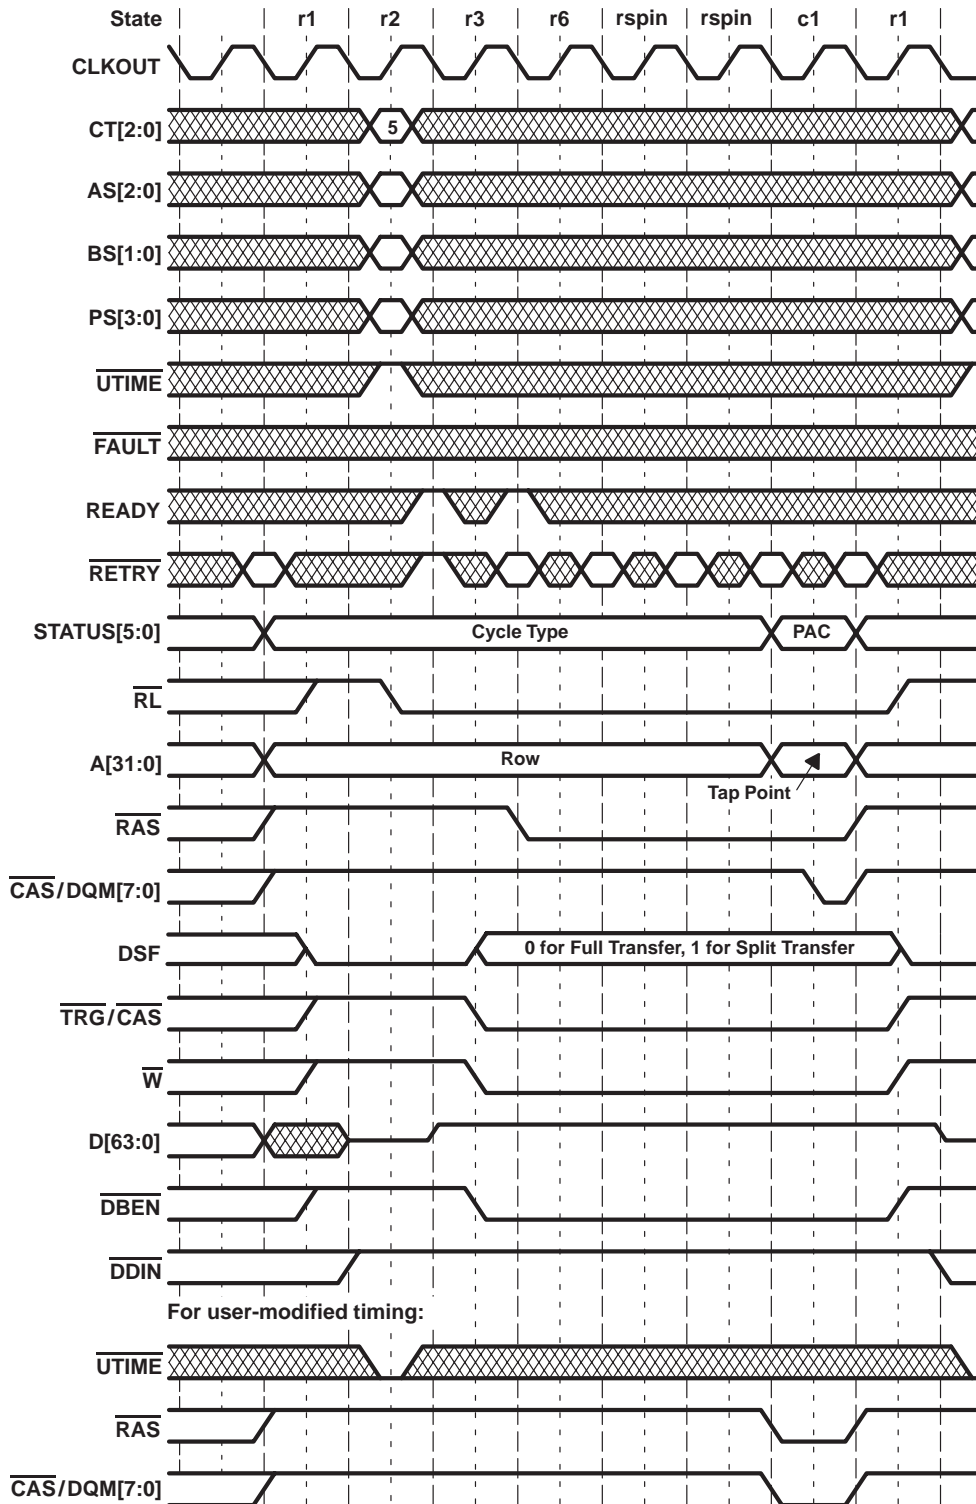 State r1 r2 r3 r6 rspin rspin c1 r1
CLKOUT
CT[2:0] 5
AS[2:0]
BS[1:0]
PS[3:0]
UTIME
FAULT
READY
RETRY
STATUS[5:0] Cycle Type PAC
RL
A[31:0] Row
Tap Point
RAS
CAS/DQM[7:0]
DSF 0 for Full Transfer, 1 for Split Transfer
TRG/CAS
W
D[63:0]
DBEN
DDIN
For user-modified timing:
UTIME
RAS
CAS/DQM[7:0]